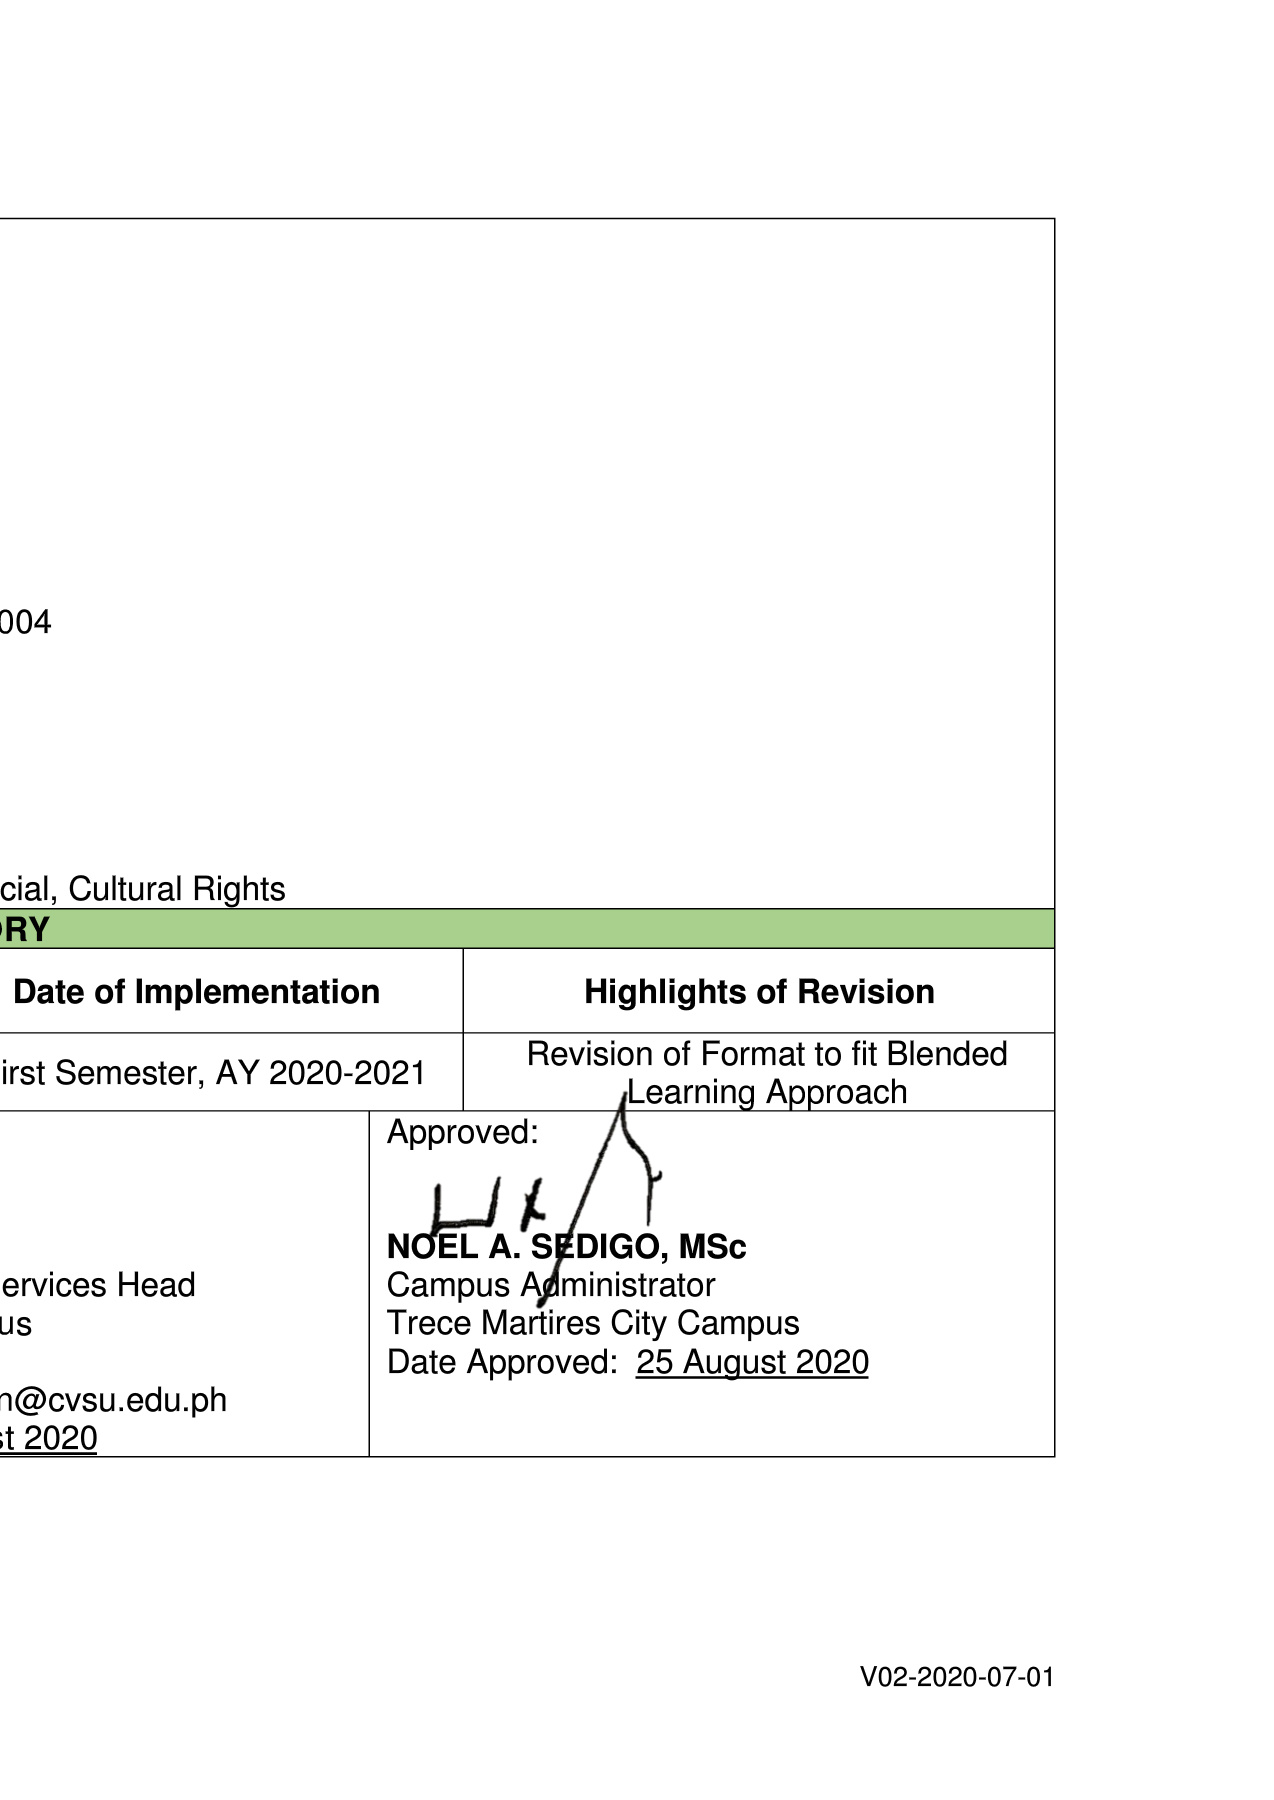 004
cial, Cultural Rights
ORY
Date of Implementation
Highlights of Revision
irst Semester, AY 2020-2021
Revision of Format to fit Blended
Learning Approach
ervices Head
us
n@cvsu.edu.ph
st 2020
Approved:
NOEL A. SEDIGO, MSc
Campus Administrator
Trece Martires City Campus
Date Approved: 25 August 2020
V02-2020-07-01